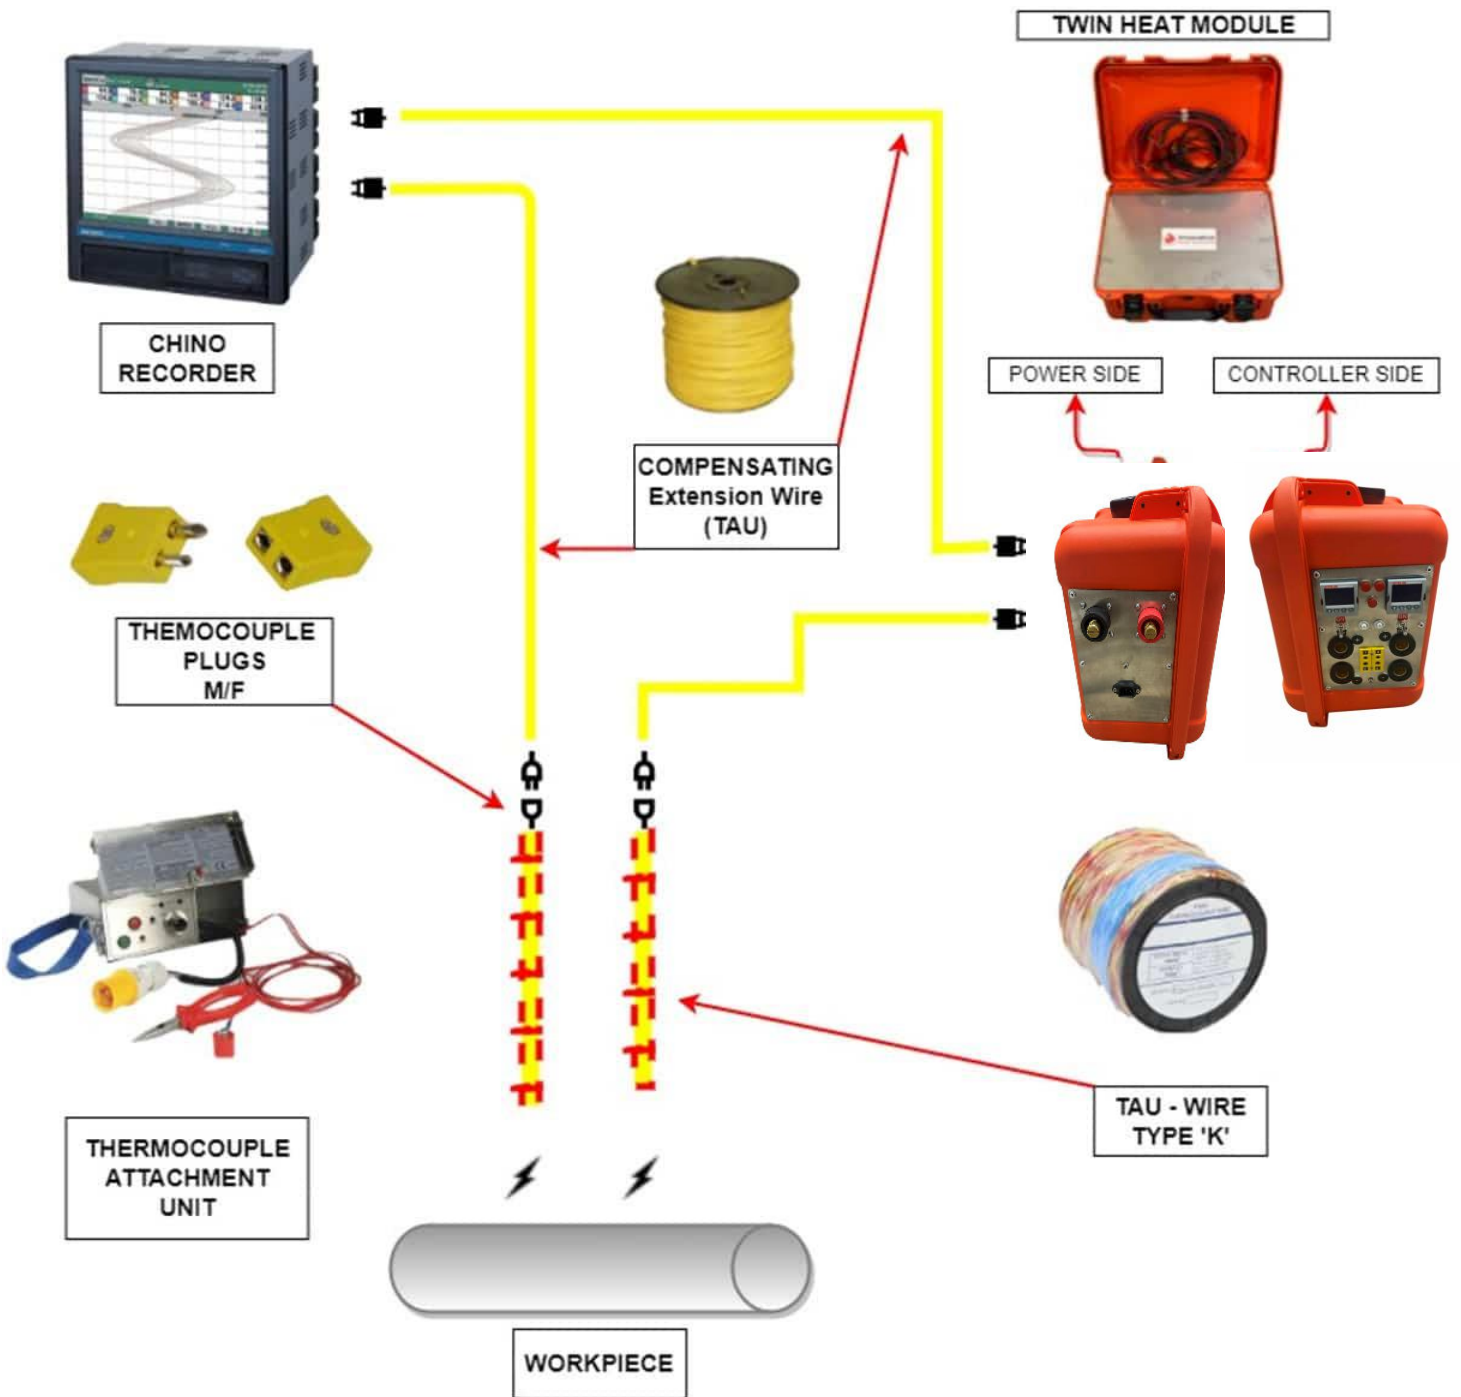 TWIN HEAT MODULE
CHINO
RECORDER
POWER SIDE
CONTROLLER SIDE
COMPENSATING
Extension Wire
(TAU)
THEMOCOUPLE
PLUGS
M/F
THERMOCOUPLE
ATTACHMENT
UNIT
TAU - WIRE
TYPE 'K'
WORKPIECE